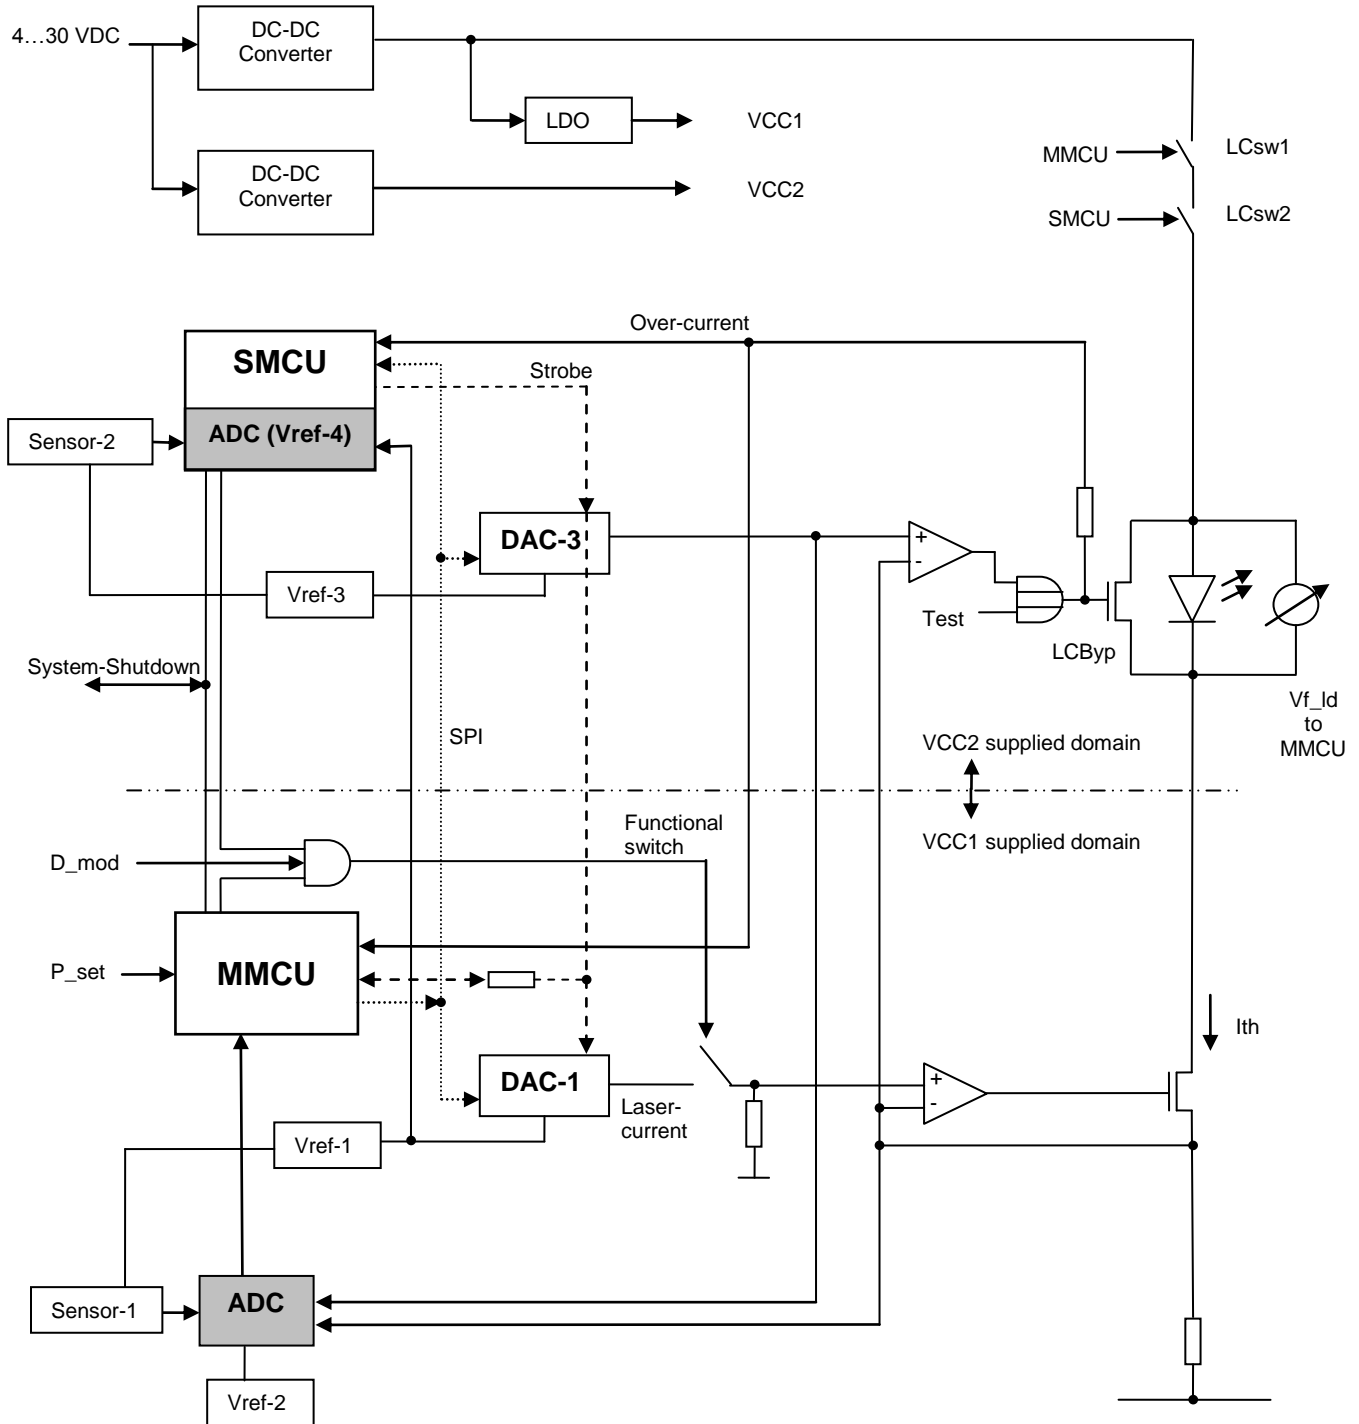 4…30 VDC
DC-DC
Converter
LDO
VCC1
MMCU
LCsw1
DC-DC
Converter
VCC2
SMCU
LCsw2
Over-current
SMCU
Strobe
ADC (Vref-4)
Sensor-2
DAC-3
+
-
Vref-3
Test
LCByp
System-Shutdown
Vf_ld
to
MMCU
SPI
VCC2 supplied domain
Functional
switch
VCC1 supplied domain
D_mod
P_set
MMCU
Ith
DAC-1
+
-
Laser-
current
Vref-1
Sensor-1
ADC
Vref-2